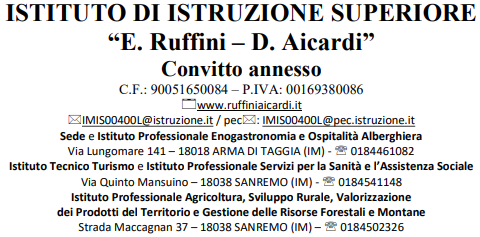 ISTITUTO DI ISTRUZIONE SUPERIORE
“E. Ruffini – D. Aicardi”
Convitto annesso
C.F.: 90051650084 – P.IVA: 00169380086
www.ruffiniaicardi.it
IMIS00400L@istruzione.it / pec: IMIS00400L@pec.istruzione.it
Sede e Istituto Professionale Enogastronomia e Ospitalità Alberghiera
Via Lungomare 141 – 18018 ARMA DI TAGGIA (IM) - ☏ 0184461082
Istituto Tecnico Turismo e Istituto Professionale Servizi per la Sanità e l’Assistenza Sociale
Via Quinto Mansuino – 18038 SANREMO (IM) - ☏ 0184541148
Istituto Professionale Agricoltura, Sviluppo Rurale, Valorizzazione
dei Prodotti del Territorio e Gestione delle Risorse Forestali e Montane
Strada Maccagnan 37 – 18038 SANREMO (IM) – ☏ 0184502326